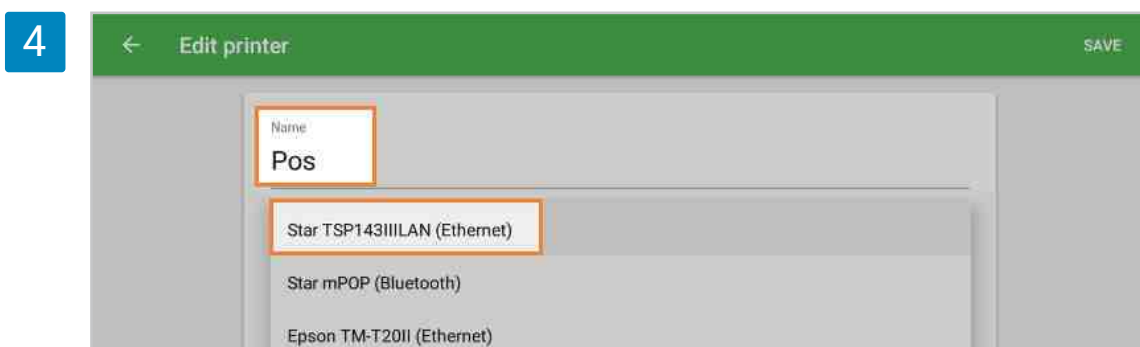 4
← Edit printer SAVE
Name
Pos
Star TSP143IIILAN (Ethernet)
Star mPOP (Bluetooth)
Epson TM-T20II (Ethernet)